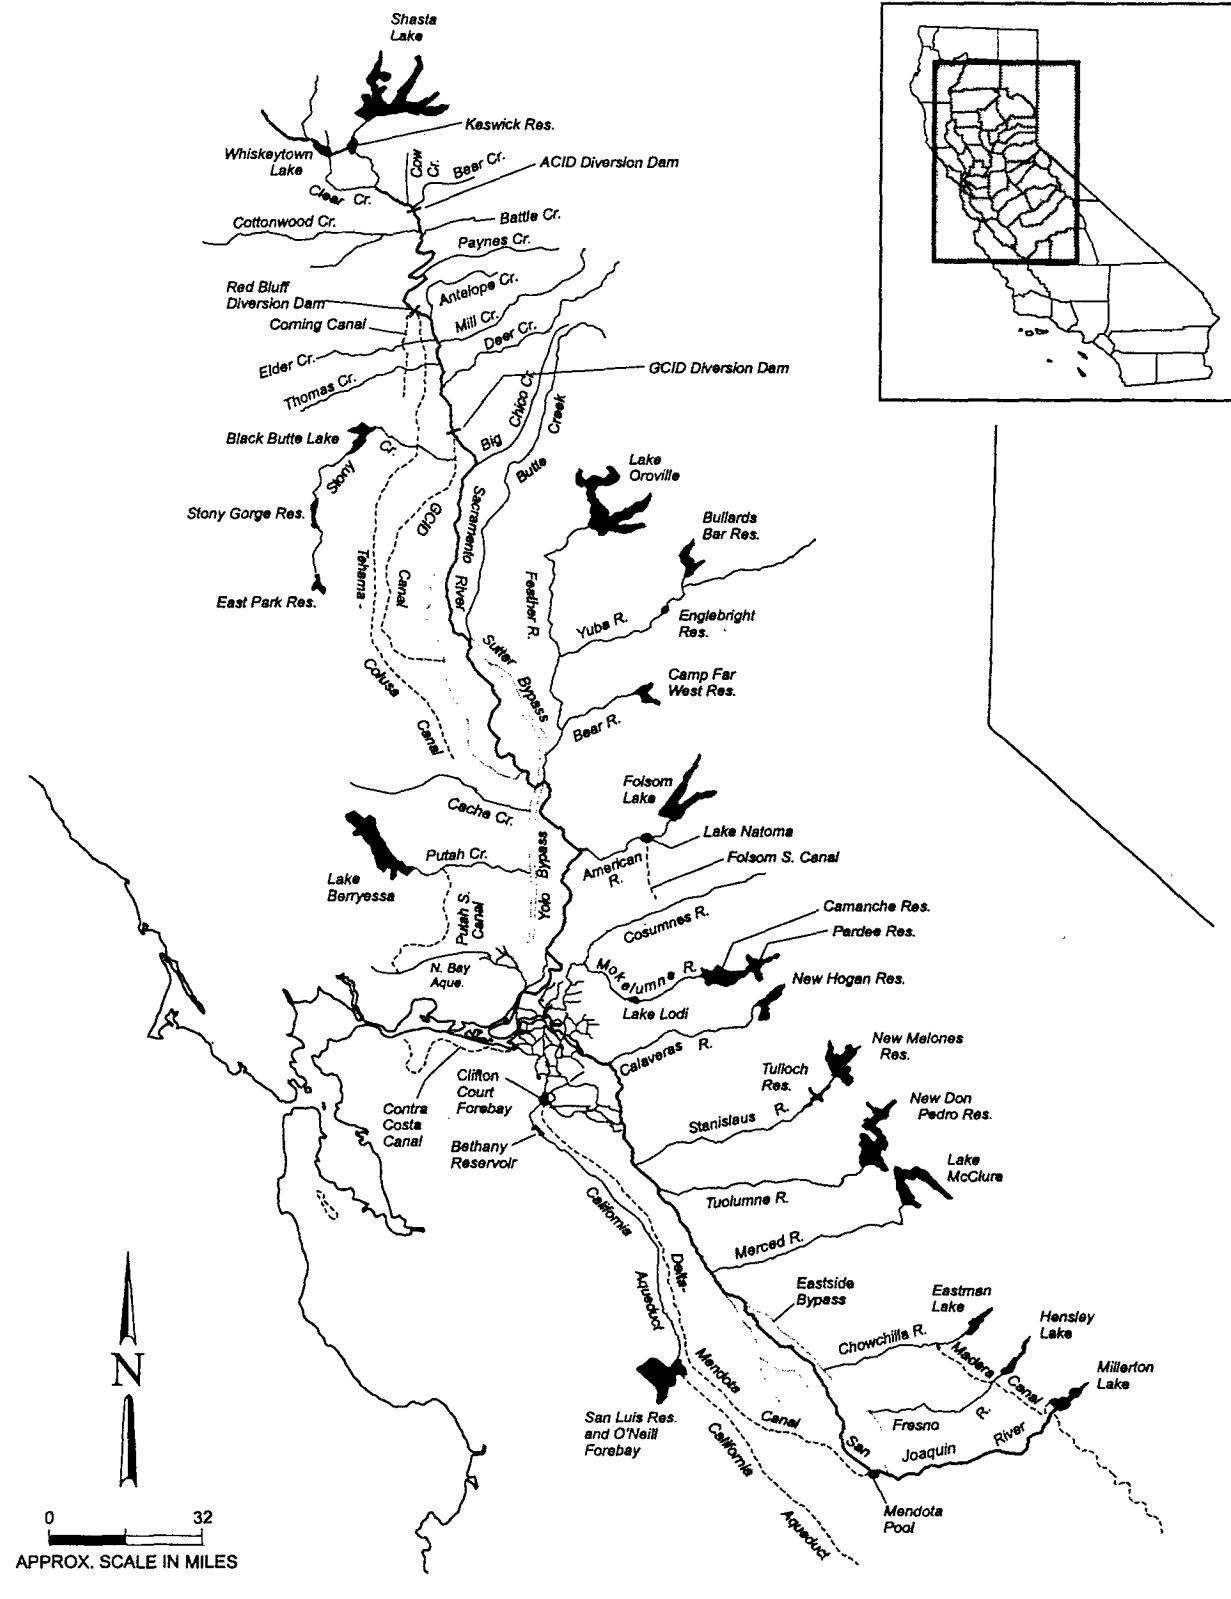 Shasta
Lake
Keswick Res.
Whiskeytown
Lake
Cow
Cr.
Bear Cr.
ACID Diversion Dam
Clear Cr.
Cottonwood Cr.
Battle Cr.
Paynes Cr.
Red Bluff
Diversion Dam
Antelope Cr.
Corning Canal
Mill Cr.
Deer Cr.
Elder Cr.
GCID Diversion Dam
Thomas Cr.
Big Chico Cr.
Butte Creek
Black Butte Lake
Stony Cr.
Lake
Oroville
Stony Gorge Res.
GCID
Canal
Sacramento River
Bullards
Bar Res.
Tehama-
Colusa
Canal
East Park Res.
Feather R.
Yuba R.
Englebright
Res.
Sutter
Bypass
Camp Far
West Res.
Bear R.
Folsom
Lake
Cache Cr.
Lake Natoma
Yolo Bypass
Putah Cr.
American
R.
Folsom S. Canal
Lake
Berryessa
Putah S.
Canal
Cosumnes R.
Camanche Res.
Pardee Res.
N. Bay
Aque.
Mokelumne R.
New Hogan Res.
Lake Lodi
Calaveras R.
New Melones
Res.
Tulloch
Res.
Clifton
Court
Forebay
Contra
Costa
Canal
Stanislaus R.
New Don
Pedro Res.
Bethany
Reservoir
Lake
McClure
Tuolumne R.
California
Aqueduct
Merced R.
Delta-
Mendota
Canal
Eastside
Bypass
Eastman
Lake
Hensley
Lake
Chowchilla R.
Madera
Canal
Millerton
Lake
N
San Luis Res.
and O'Neill
Forebay
Fresno R.
San Joaquin River
California
Aqueduct
Mendota
Pool
0 32
APPROX. SCALE IN MILES